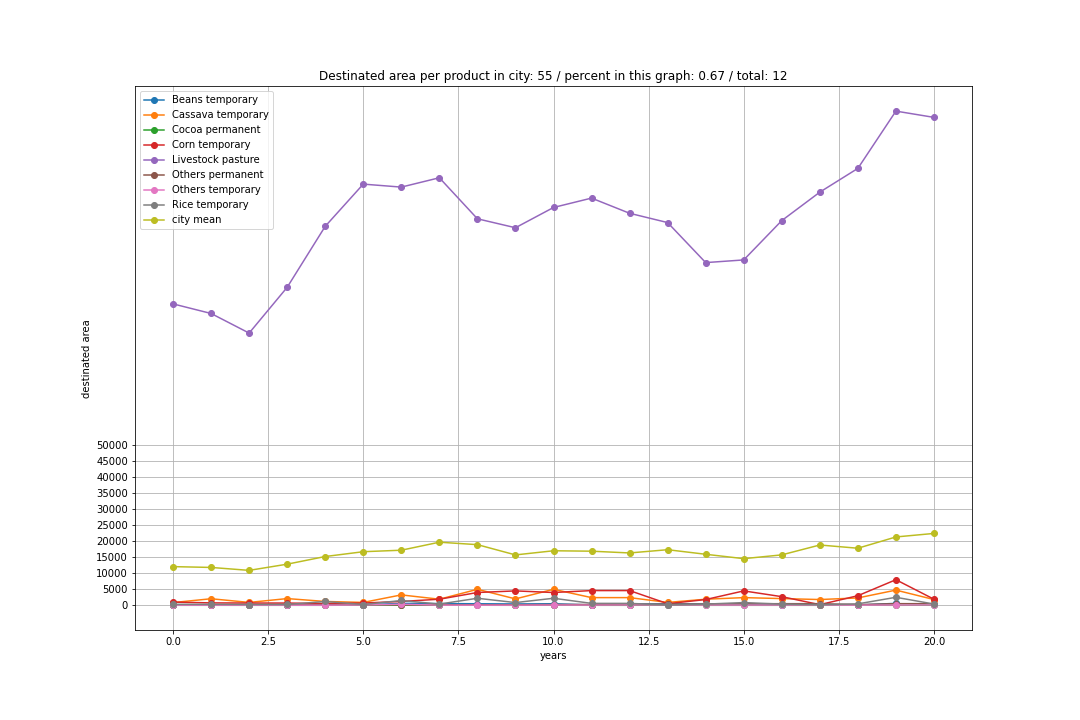 Destinated area per product in city: 55 / percent in this graph: 0.67 / total: 12
Beans temporary
Cassava temporary
Cocoa permanent
Corn temporary
Livestock pasture
Others permanent
Others temporary
Rice temporary
city mean
destinated area
50000
45000
40000
35000
30000
25000
20000
15000
10000
5000
0
0.0 2.5 5.0 7.5 10.0 12.5 15.0 17.5 20.0
years